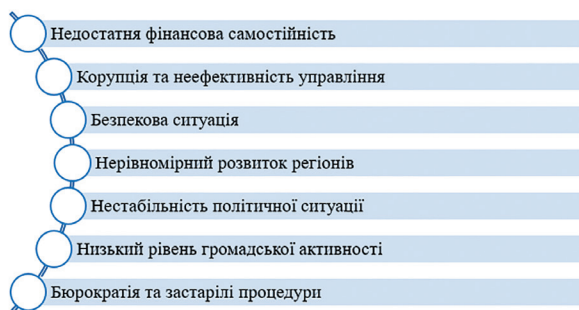 Недостатня фінансова самостійність
Корупція та неефективність управління
Безпекова ситуація
Нерівномірний розвиток регіонів
Нестабільність політичної ситуації
Низький рівень громадської активності
Бюрократія та застарілі процедури